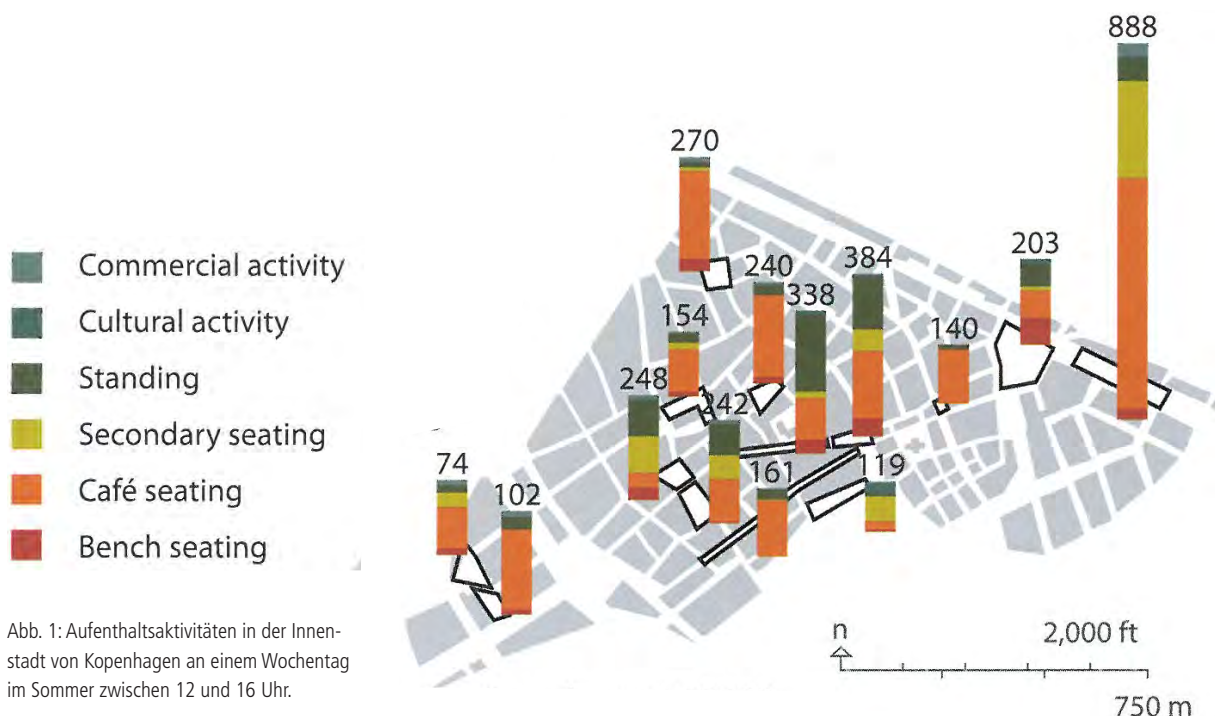 888
270
203
384
240
338
140
154
248
242
74
102
161
119
Commercial activity
Cultural activity
Standing
Secondary seating
Café seating
Bench seating
Abb. 1: Aufenthaltsaktivitäten in der Innen-
stadt von Kopenhagen an einem Wochentag
im Sommer zwischen 12 und 16 Uhr.
n
2,000 ft
750 m